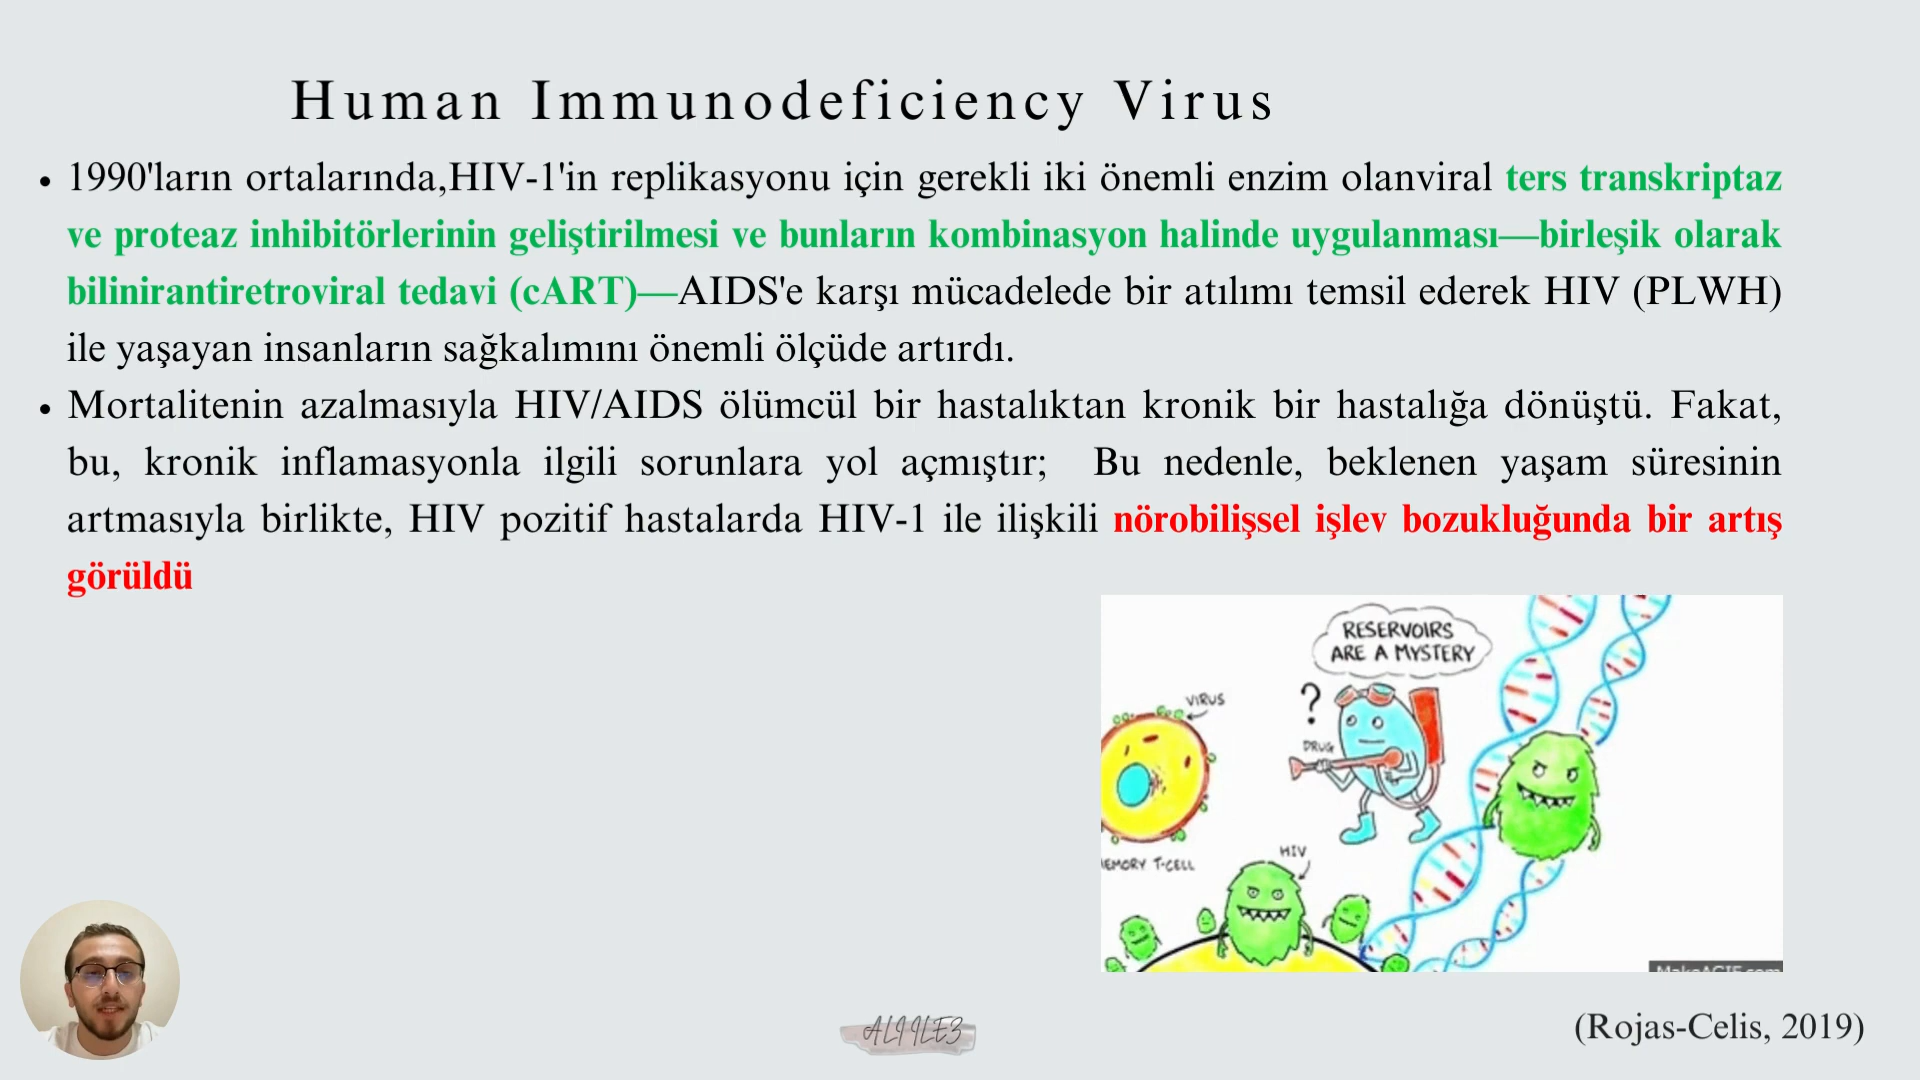 Human Immunodeficiency Virus
• 1990'ların ortalarında,HIV-1'in replikasyonu için gerekli iki önemli enzim olanviral ters transkriptaz
ve proteaz inhibitörlerinin geliştirilmesi ve bunların kombinasyon halinde uygulanması—birleşik olarak
bilinirantiretroviral tedavi (cART)—AIDS'e karşı mücadelede bir atılımı temsil ederek HIV (PLWH)
ile yaşayan insanların sağkalımını önemli ölçüde artırdı.
• Mortalitenin azalmasıyla HIV/AIDS ölümcül bir hastalıktan kronik bir hastalığa dönüştü. Fakat,
bu, kronik inflamasyonla ilgili sorunlara yol açmıştır; Bu nedenle, beklenen yaşam süresinin
artmasıyla birlikte, HIV pozitif hastalarda HIV-1 ile ilişkili nörobilişsel işlev bozukluğunda bir artış
görüldü
RESERVOIRS
ARE A MYSTERY
VIRUS
?
DRUG
EMORY T-CELL
HIV
MakeAGIF.com
ALI ILE3
(Rojas-Celis, 2019)